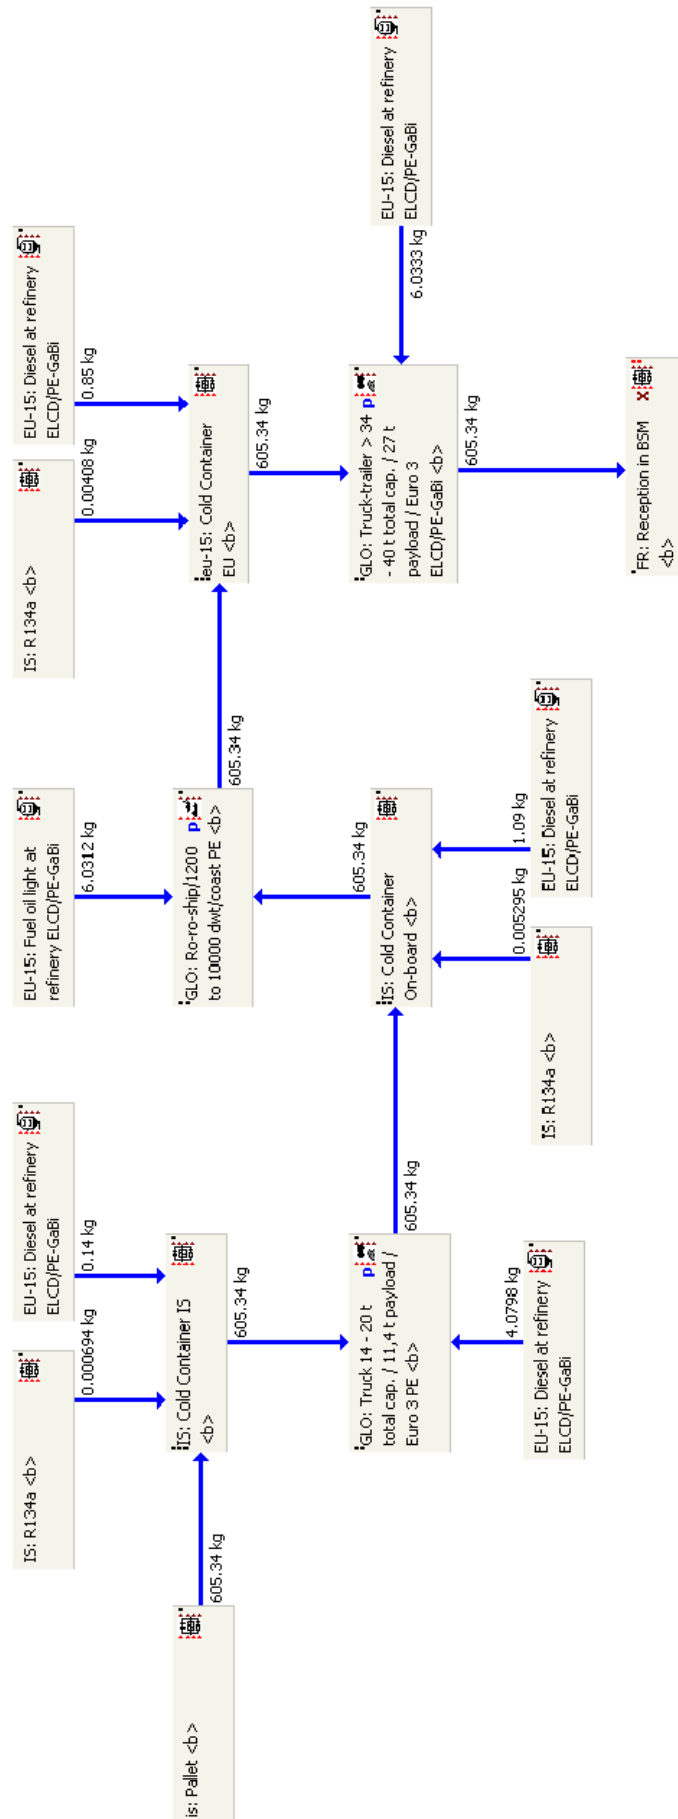 is: Pallet <b>
605.34 kg
IS: R134a <b>
0.000694 kg
EU-15: Diesel at refinery
ELCD/PE-GaBi
0.14 kg
IS: Cold Container IS
<b>
605.34 kg
GLO: Truck 14 - 20 t
total cap. / 11,4 t payload /
Euro 3 PE <b>
p
4.0798 kg
EU-15: Diesel at refinery
ELCD/PE-GaBi
605.34 kg
IS: Cold Container
On-board <b>
0.005295 kg
IS: R134a <b>
1.09 kg
EU-15: Diesel at refinery
ELCD/PE-GaBi
605.34 kg
EU-15: Fuel oil light at
refinery ELCD/PE-GaBi
6.0312 kg
GLO: Ro-ro-ship/1200
to 10000 dwt/coast PE <b>
p
605.34 kg
IS: R134a <b>
0.00408 kg
EU-15: Diesel at refinery
ELCD/PE-GaBi
0.85 kg
eu-15: Cold Container
EU <b>
605.34 kg
GLO: Truck-trailer > 34
- 40 t total cap. / 27 t
payload / Euro 3
ELCD/PE-GaBi <b>
p
6.0333 kg
EU-15: Diesel at refinery
ELCD/PE-GaBi
605.34 kg
FR: Reception in BSM
<b>
X